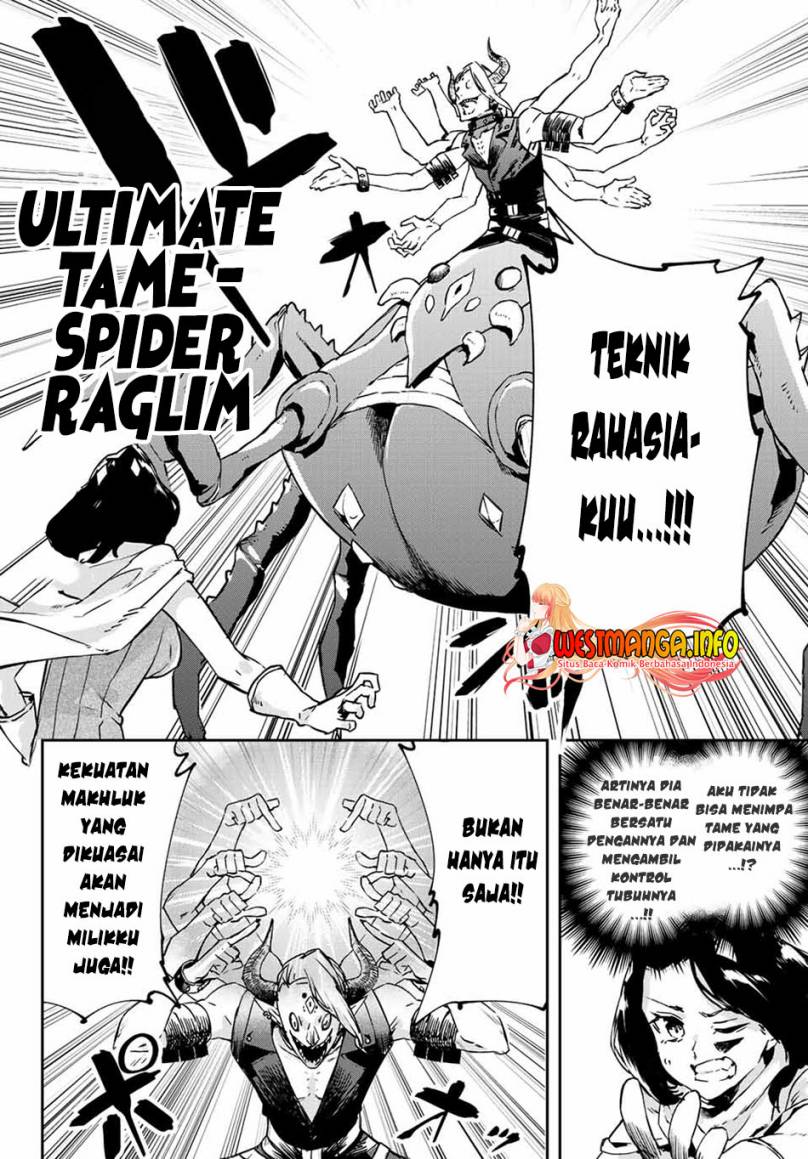 TEKNIK
RAHASIA-
KUU...!!!
ULTIMATE
TAME -
SPIDER
RAGLIM
WESTMANGA.INFO
Situs Baca Komik Berbahasa Indonesia
AKU TIDAK
BISA MENIMPA
TAME YANG
DIPAKAINYA
...!?
ARTINYA DIA
BENAR-BENAR
BERSATU
DENGANNYA DAN
MENGAMBIL
KONTROL
TUBUHNYA
...!!
BUKAN
HANYA ITU
SAJA!!
KEKUATAN
MAKHLUK
YANG
DIKUASAI
AKAN
MENJADI
MILIKKU
JUGA!!